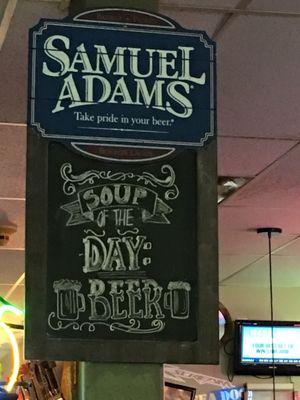 SAMUEL
ADAMS
Take pride in your beer.
SOUP
OF THE
DAY:
BEER